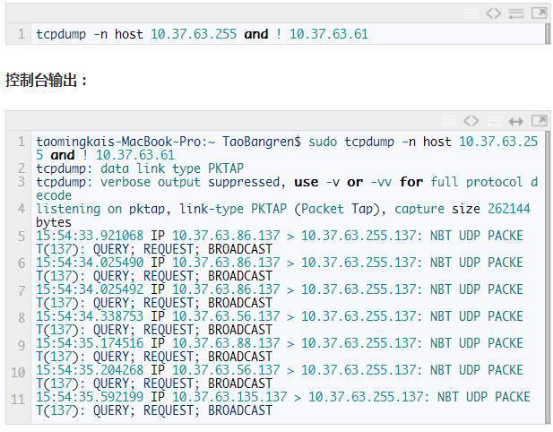 1 tcpdump -n host 10.37.63.255 and ! 10.37.63.61
控制台输出：
1 taomingkais-MacBook-Pro:~ TaoBangren$ sudo tcpdump -n host 10.37.63.25
5 and ! 10.37.63.61
2 tcpdump: data link type PKTAP
3 tcpdump: verbose output suppressed, use -v or -vv for full protocol d
ecode
4 listening on pktap, link-type PKTAP (Packet Tap), capture size 262144
bytes
5 15:54:33.921068 IP 10.37.63.86.137 > 10.37.63.255.137: NBT UDP PACKE
T(137): QUERY; REQUEST; BROADCAST
6 15:54:34.025490 IP 10.37.63.86.137 > 10.37.63.255.137: NBT UDP PACKE
T(137): QUERY; REQUEST; BROADCAST
7 15:54:34.025492 IP 10.37.63.86.137 > 10.37.63.255.137: NBT UDP PACKE
T(137): QUERY; REQUEST; BROADCAST
8 15:54:34.338753 IP 10.37.63.56.137 > 10.37.63.255.137: NBT UDP PACKE
T(137): QUERY; REQUEST; BROADCAST
9 15:54:35.174516 IP 10.37.63.88.137 > 10.37.63.255.137: NBT UDP PACKE
T(137): QUERY; REQUEST; BROADCAST
10 15:54:35.204268 IP 10.37.63.56.137 > 10.37.63.255.137: NBT UDP PACKE
T(137): QUERY; REQUEST; BROADCAST
11 15:54:35.592199 IP 10.37.63.135.137 > 10.37.63.255.137: NBT UDP PACKE
T(137): QUERY; REQUEST; BROADCAST